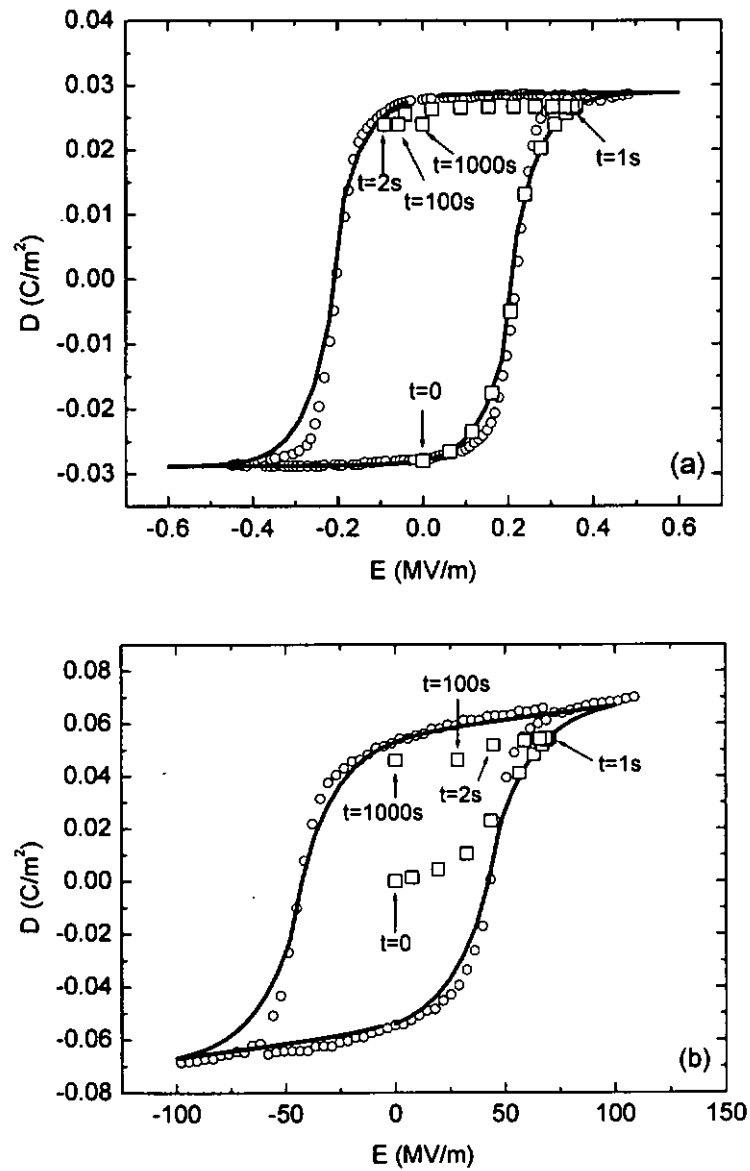 0.04
0.03
0.02
0.01
0.00
-0.01
-0.02
-0.03
D (C/m²)
t=2s
t=100s
t=1000s
t=1s
t=0
(a)
-0.6
-0.4
-0.2
0.0
0.2
0.4
0.6
E (MV/m)
0.08
0.06
0.04
0.02
0.00
-0.02
-0.04
-0.06
-0.08
D (C/m²)
t=100s
t=1s
t=2s
t=1000s
t=0
(b)
-100
-50
0
50
100
150
E (MV/m)